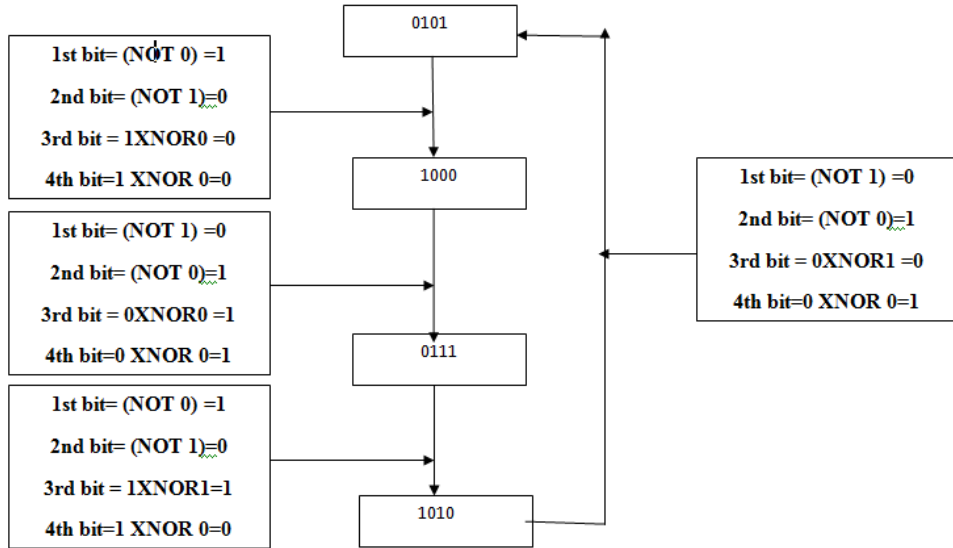 0101
1st bit= (NOT 0) =1
2nd bit= (NOT 1)=0
3rd bit = 1XNOR0 =0
4th bit=1 XNOR 0=0
1000
1st bit= (NOT 1) =0
2nd bit= (NOT 0)=1
3rd bit = 0XNOR0 =1
4th bit=0 XNOR 0=1
0111
1st bit= (NOT 0) =1
2nd bit= (NOT 1)=0
3rd bit = 1XNOR1=1
4th bit=1 XNOR 0=0
1010
1st bit= (NOT 1) =0
2nd bit= (NOT 0)=1
3rd bit = 0XNOR1 =0
4th bit=0 XNOR 0=1